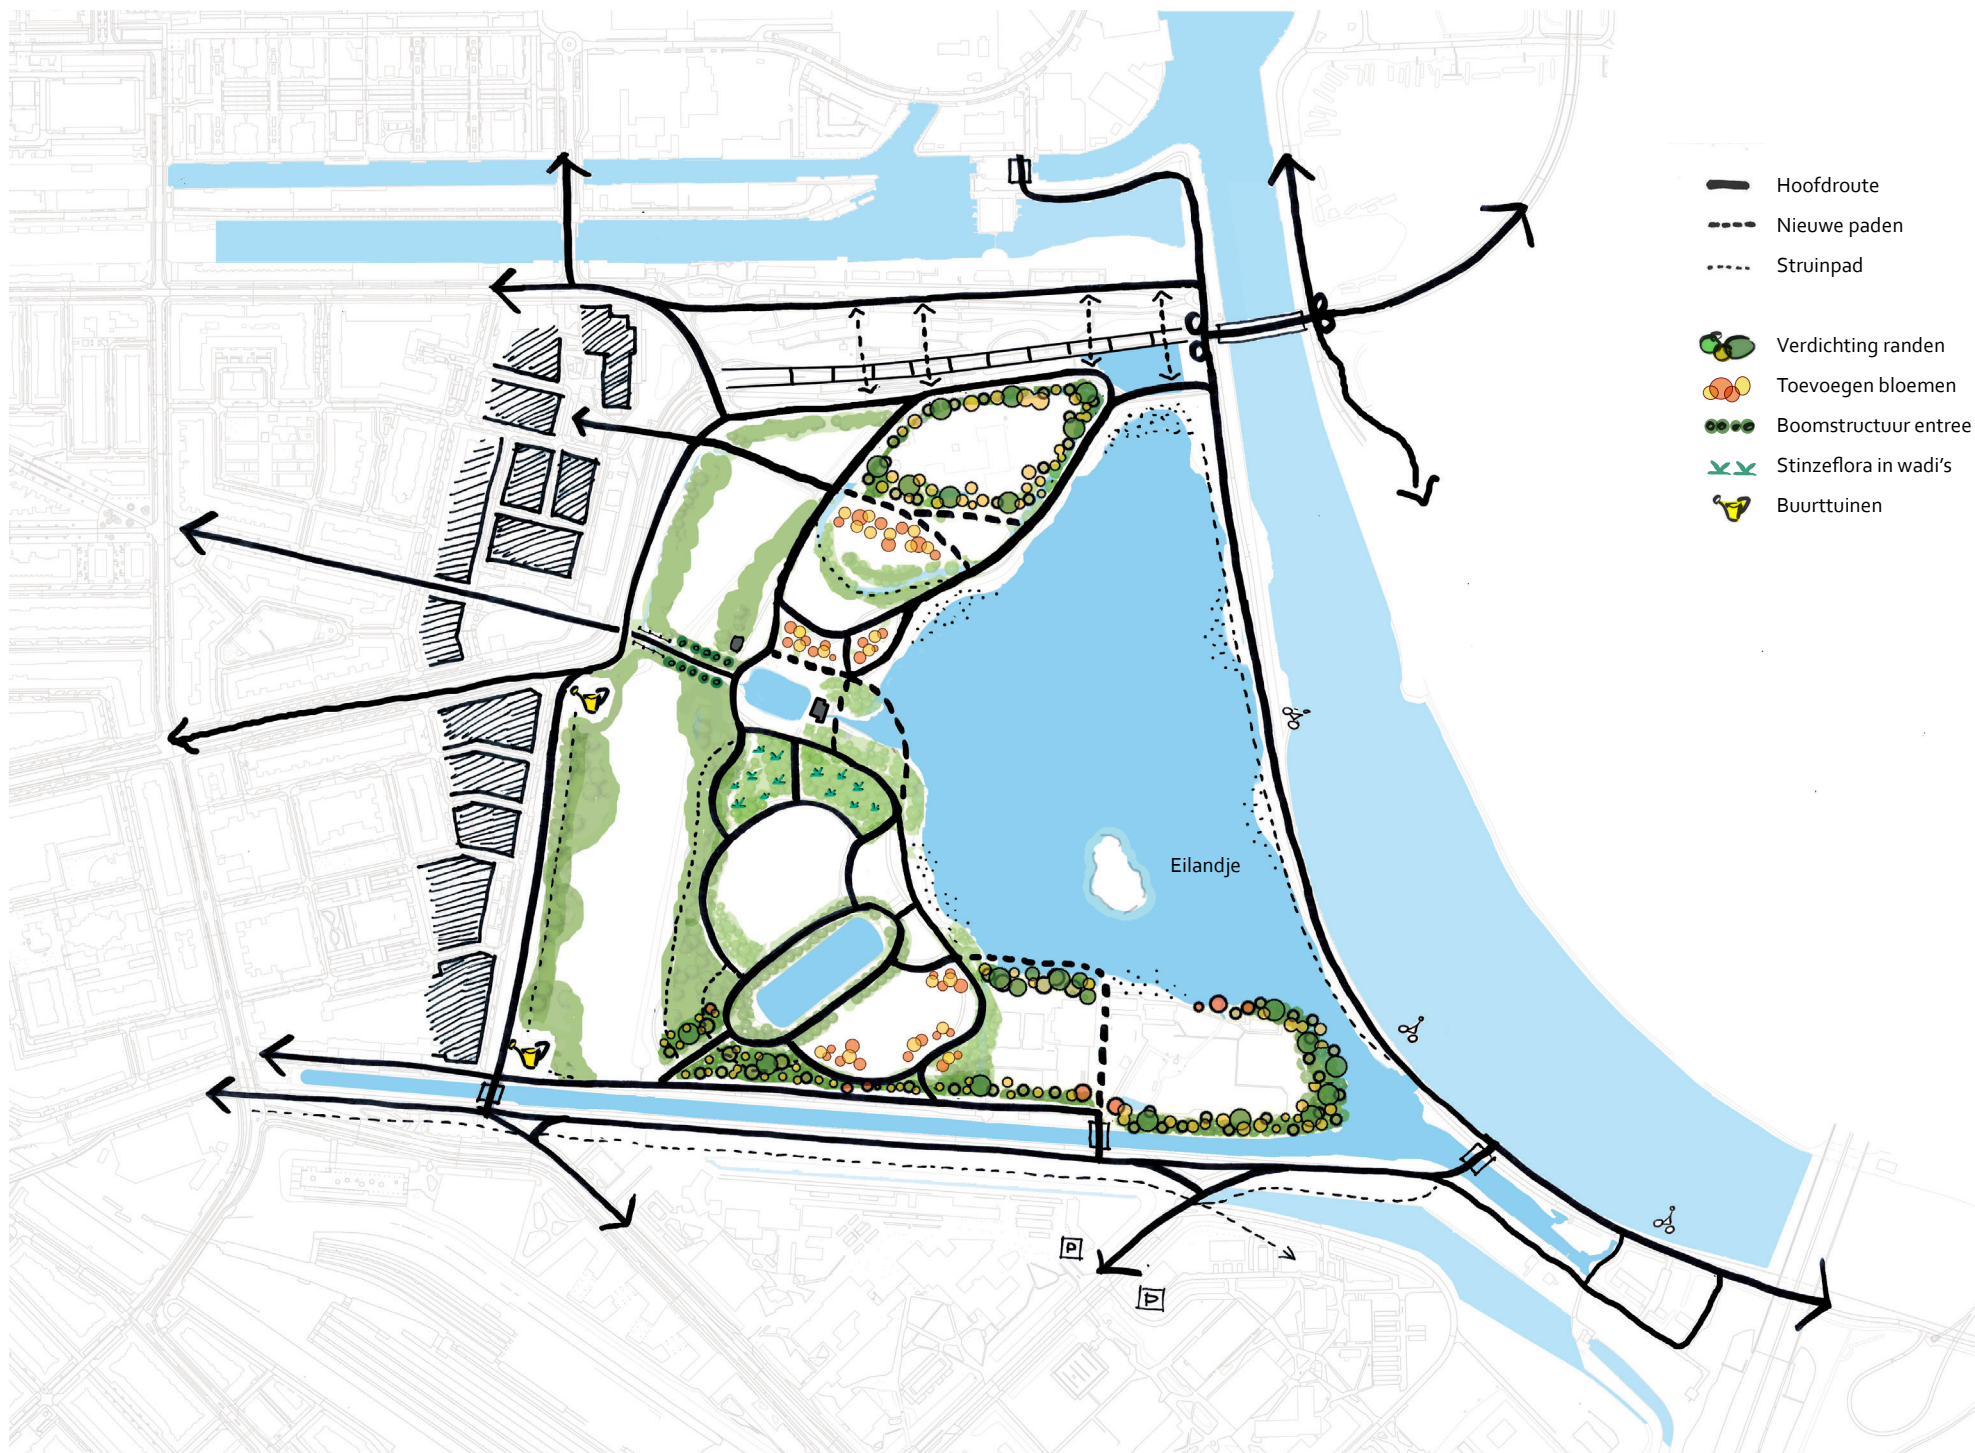 Hoofdroute
Nieuwe paden
Struinpad
Verdichting randen
Toevoegen bloemen
Boomstructuur entree
Stinzeflora in wadi's
Buurttuinen
Eilandje
P
P